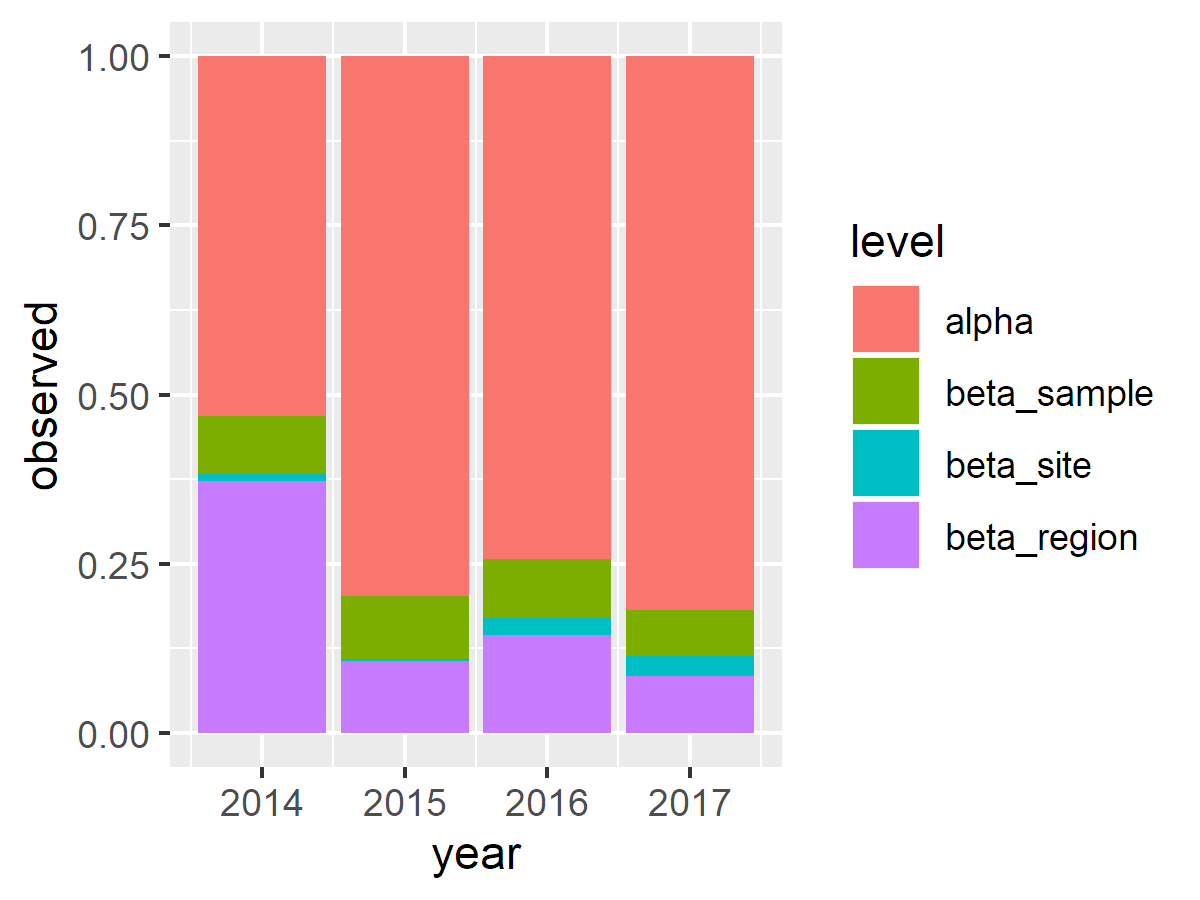 observed
1.00
0.75
0.50
0.25
0.00
2014 2015 2016 2017
year
level
alpha
beta_sample
beta_site
beta_region